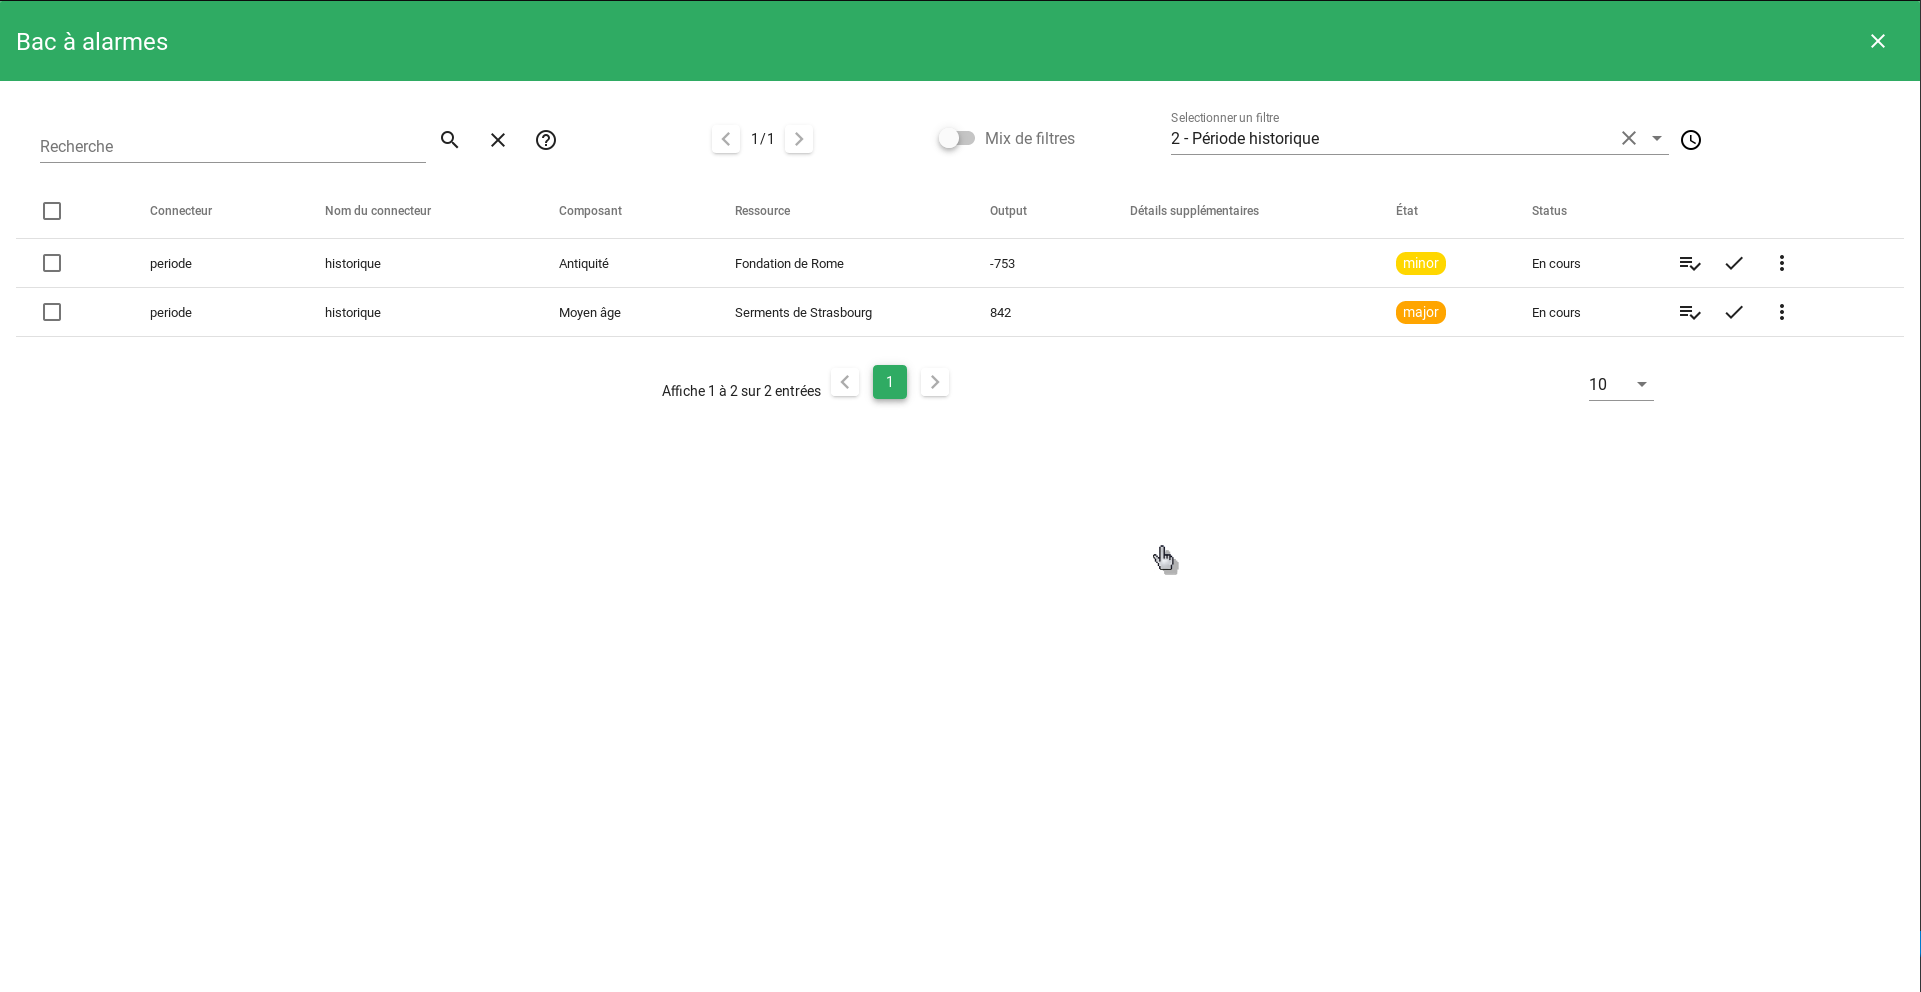 Bac à alarmes
Selectionner un filtre
Recherche 1/1 Mix de filtres 2 - Période historique
Connecteur Nom du connecteur Composant Ressource Output Détails supplémentaires État Status
periode historique Antiquité Fondation de Rome -753 minor En cours
periode historique Moyen âge Serments de Strasbourg 842 major En cours
Affiche 1 à 2 sur 2 entrées 1 10